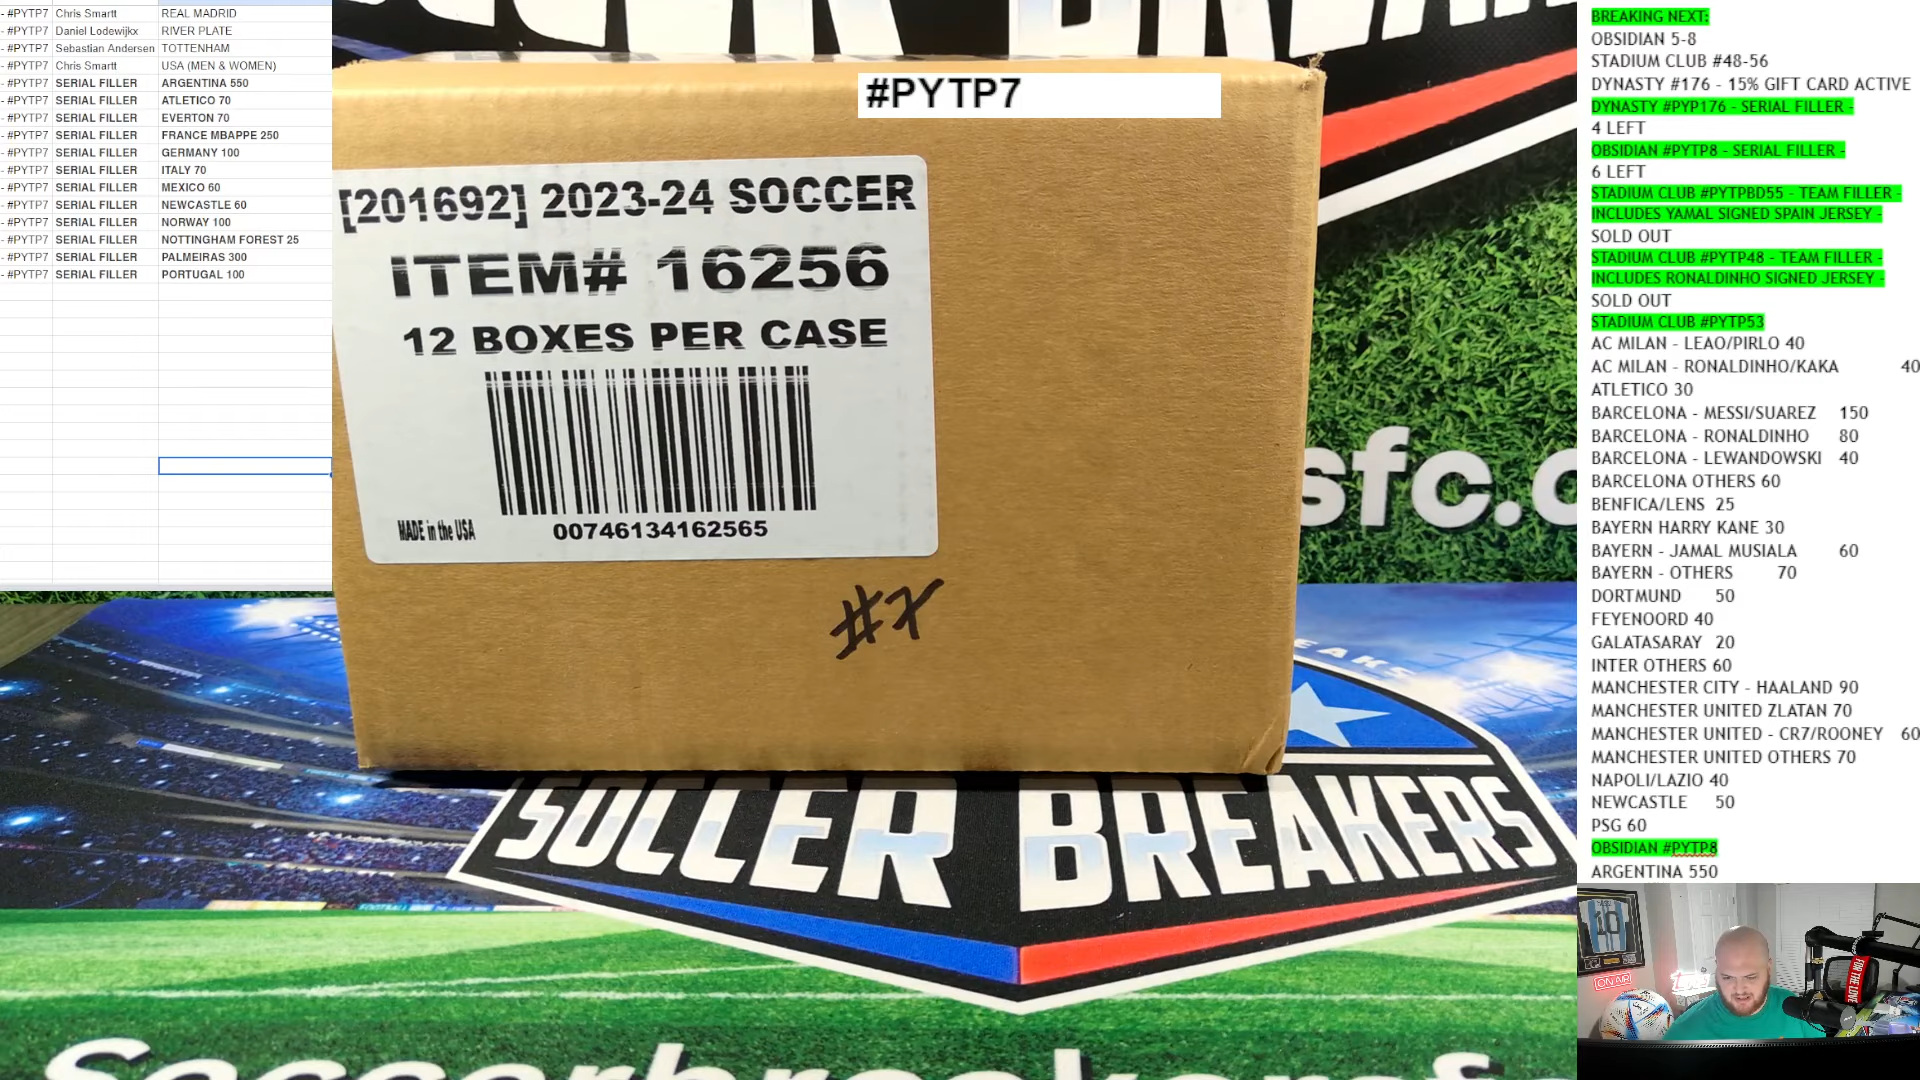 - #PYTP7 Chris Smartt REAL MADRID
- #PYTP7 Daniel Lodewijkx RIVER PLATE
- #PYTP7 Sebastian Andersen TOTTENHAM
- #PYTP7 Chris Smartt USA (MEN & WOMEN)
- #PYTP7 SERIAL FILLER ARGENTINA 550
- #PYTP7 SERIAL FILLER ATLETICO 70
- #PYTP7 SERIAL FILLER EVERTON 70
- #PYTP7 SERIAL FILLER FRANCE MBAPPE 250
- #PYTP7 SERIAL FILLER GERMANY 100
- #PYTP7 SERIAL FILLER ITALY 70
- #PYTP7 SERIAL FILLER MEXICO 60
- #PYTP7 SERIAL FILLER NEWCASTLE 60
- #PYTP7 SERIAL FILLER NORWAY 100
- #PYTP7 SERIAL FILLER NOTTINGHAM FOREST 25
- #PYTP7 SERIAL FILLER PALMEIRAS 300
- #PYTP7 SERIAL FILLER PORTUGAL 100
#PYTP7
[201692] 2023-24 SOCCER
ITEM# 16256
12 BOXES PER CASE
MADE in the USA
00746134162565
#7
sfc.c
EAKS
SOCCER BREAKERS
Soccerbreakersf
BREAKING NEXT:
OBSIDIAN 5-8
STADIUM CLUB #48-56
DYNASTY #176 - 15% GIFT CARD ACTIVE
DYNASTY #PYP176 - SERIAL FILLER -
4 LEFT
OBSIDIAN #PYTP8 - SERIAL FILLER -
6 LEFT
STADIUM CLUB #PYTPBD55 - TEAM FILLER -
INCLUDES YAMAL SIGNED SPAIN JERSEY -
SOLD OUT
STADIUM CLUB #PYTP48 - TEAM FILLER -
INCLUDES RONALDINHO SIGNED JERSEY -
SOLD OUT
STADIUM CLUB #PYTP53
AC MILAN - LEAO/PIRLO 40
AC MILAN - RONALDINHO/KAKA 40
ATLETICO 30
BARCELONA - MESSI/SUAREZ 150
BARCELONA - RONALDINHO 80
BARCELONA - LEWANDOWSKI 40
BARCELONA OTHERS 60
BENFICA/LENS 25
BAYERN HARRY KANE 30
BAYERN - JAMAL MUSIALA 60
BAYERN - OTHERS 70
DORTMUND 50
FEYENOORD 40
GALATASARAY 20
INTER OTHERS 60
MANCHESTER CITY - HAALAND 90
MANCHESTER UNITED ZLATAN 70
MANCHESTER UNITED - CR7/ROONEY 60
MANCHESTER UNITED OTHERS 70
NAPOLI/LAZIO 40
NEWCASTLE 50
PSG 60
OBSIDIAN #PYTP8
ARGENTINA 550
10
ON AIR
FOR THE LOVE